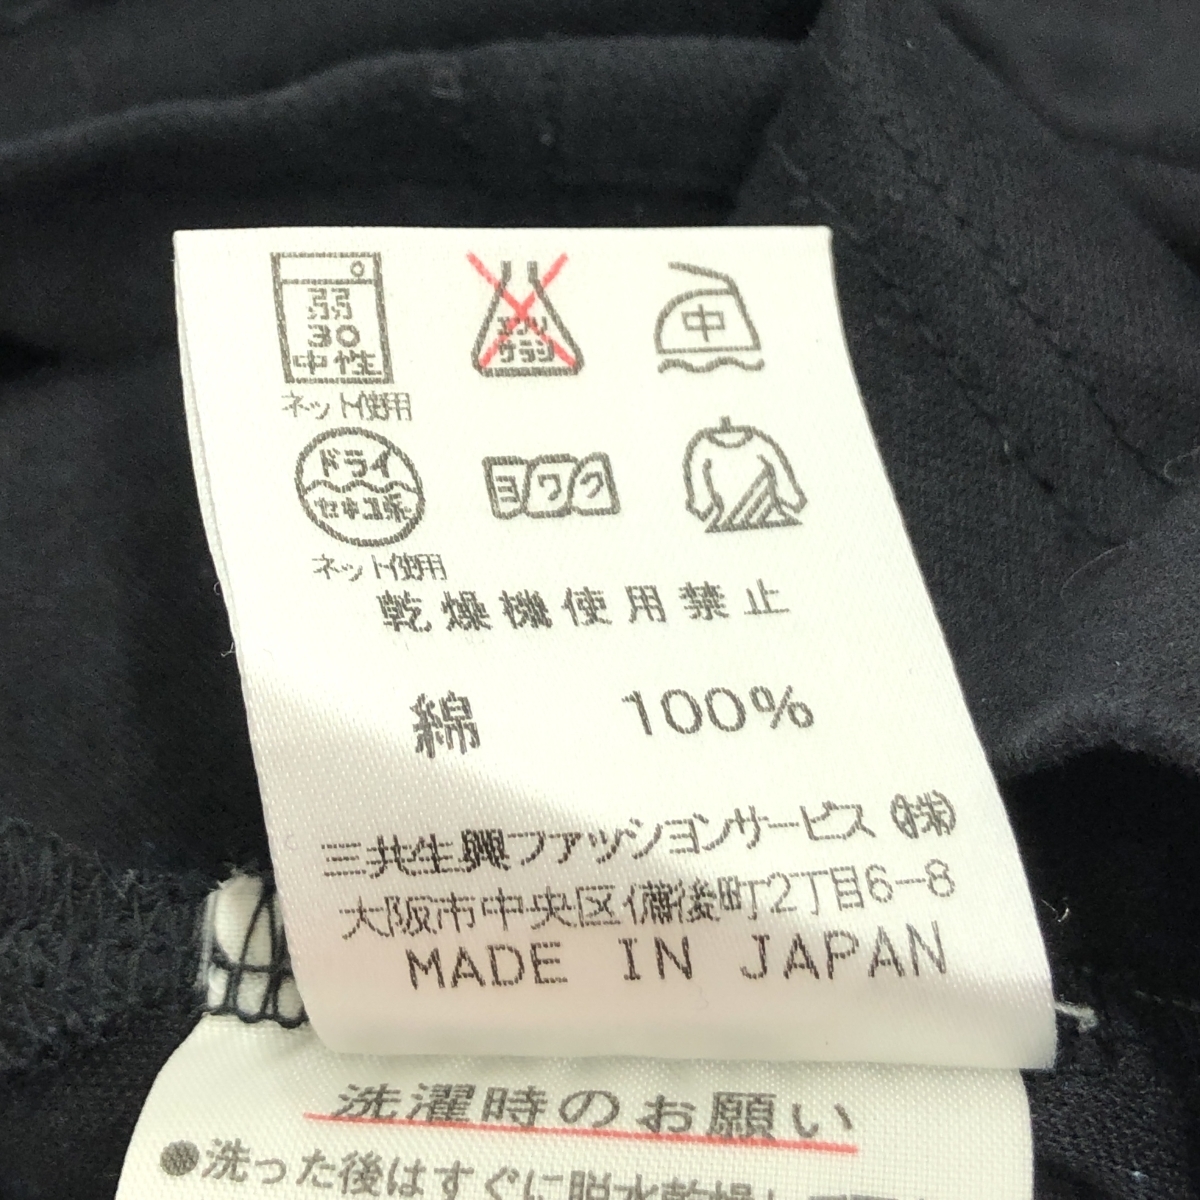 弱
30
中性
ネット使用
エンソ
サラシ
中
ドライ
セキユ系
ネット使用
ヨワク
乾燥機使用禁止
綿 100%
三共生興ファッションサービス(株)
大阪市中央区備後町2丁目6-8
MADE IN JAPAN
洗濯時のお願い
●洗った後はすぐに脱水乾燥し